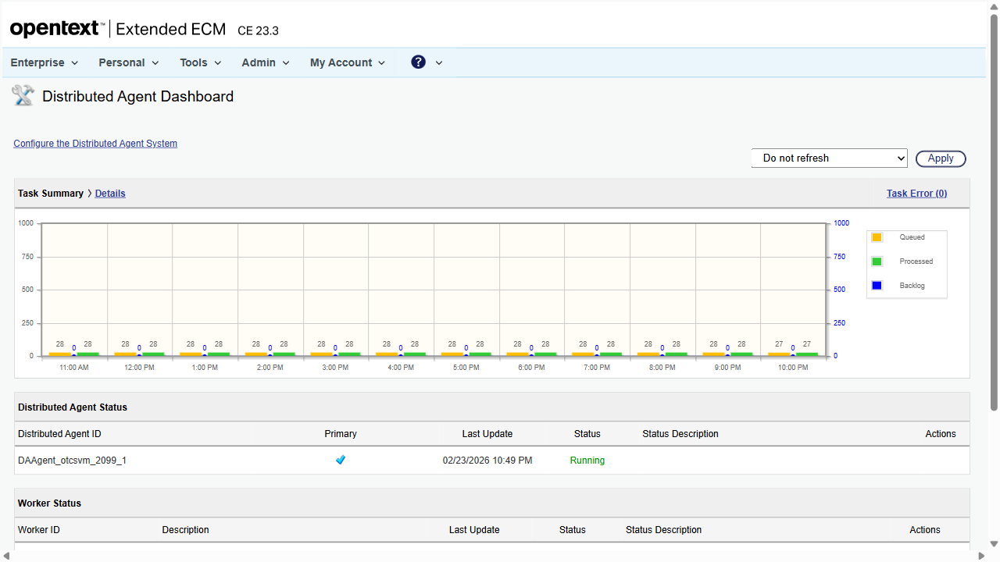 opentext™ | Extended ECM CE 23.3
Enterprise Personal Tools Admin My Account ?
Distributed Agent Dashboard
Configure the Distributed Agent System
Do not refresh Apply
Task Summary › Details Task Error (0)
1000 1000
Queued
750 750
Processed
500 500
Backlog
250 250
28 0 28 28 0 28 28 0 28 28 0 28 28 0 28 28 0 28 28 0 28 28 0 28 28 0 28 28 0 28 28 0 28 27 0 27
0 0
11:00 AM 12:00 PM 1:00 PM 2:00 PM 3:00 PM 4:00 PM 5:00 PM 6:00 PM 7:00 PM 8:00 PM 9:00 PM 10:00 PM
Distributed Agent Status
Distributed Agent ID Primary Last Update Status Status Description Actions
DAAgent_otcsvm_2099_1 02/23/2026 10:49 PM Running
Worker Status
Worker ID Description Last Update Status Status Description Actions